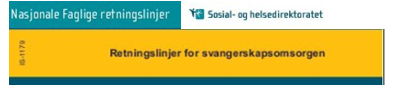 Nasjonale Faglige retningslinjer
Sosial- og helsedirektoratet
IS-1179
Retningslinjer for svangerskapsomsorgen